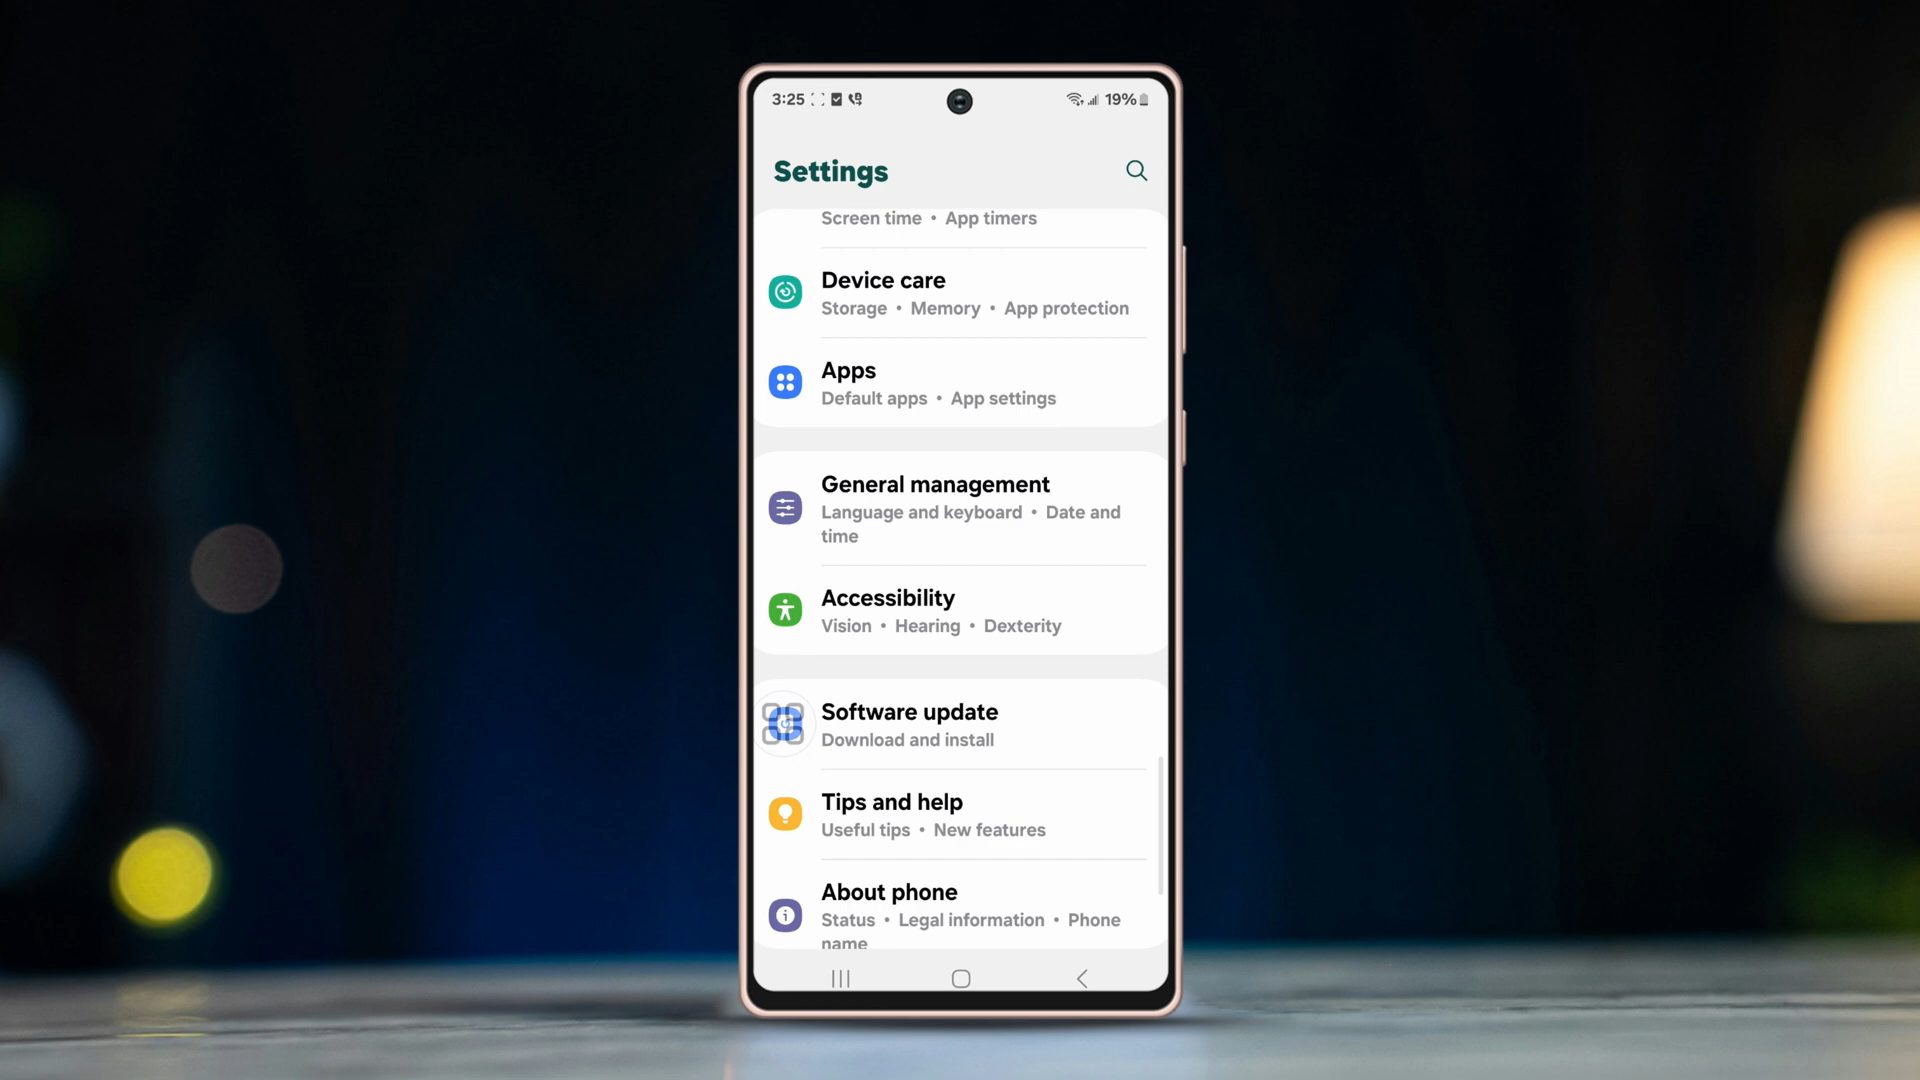 3:25 19%
Settings
Screen time • App timers
Device care
Storage • Memory • App protection
Apps
Default apps • App settings
General management
Language and keyboard • Date and
time
Accessibility
Vision • Hearing • Dexterity
Software update
Download and install
Tips and help
Useful tips • New features
About phone
Status • Legal information • Phone
name